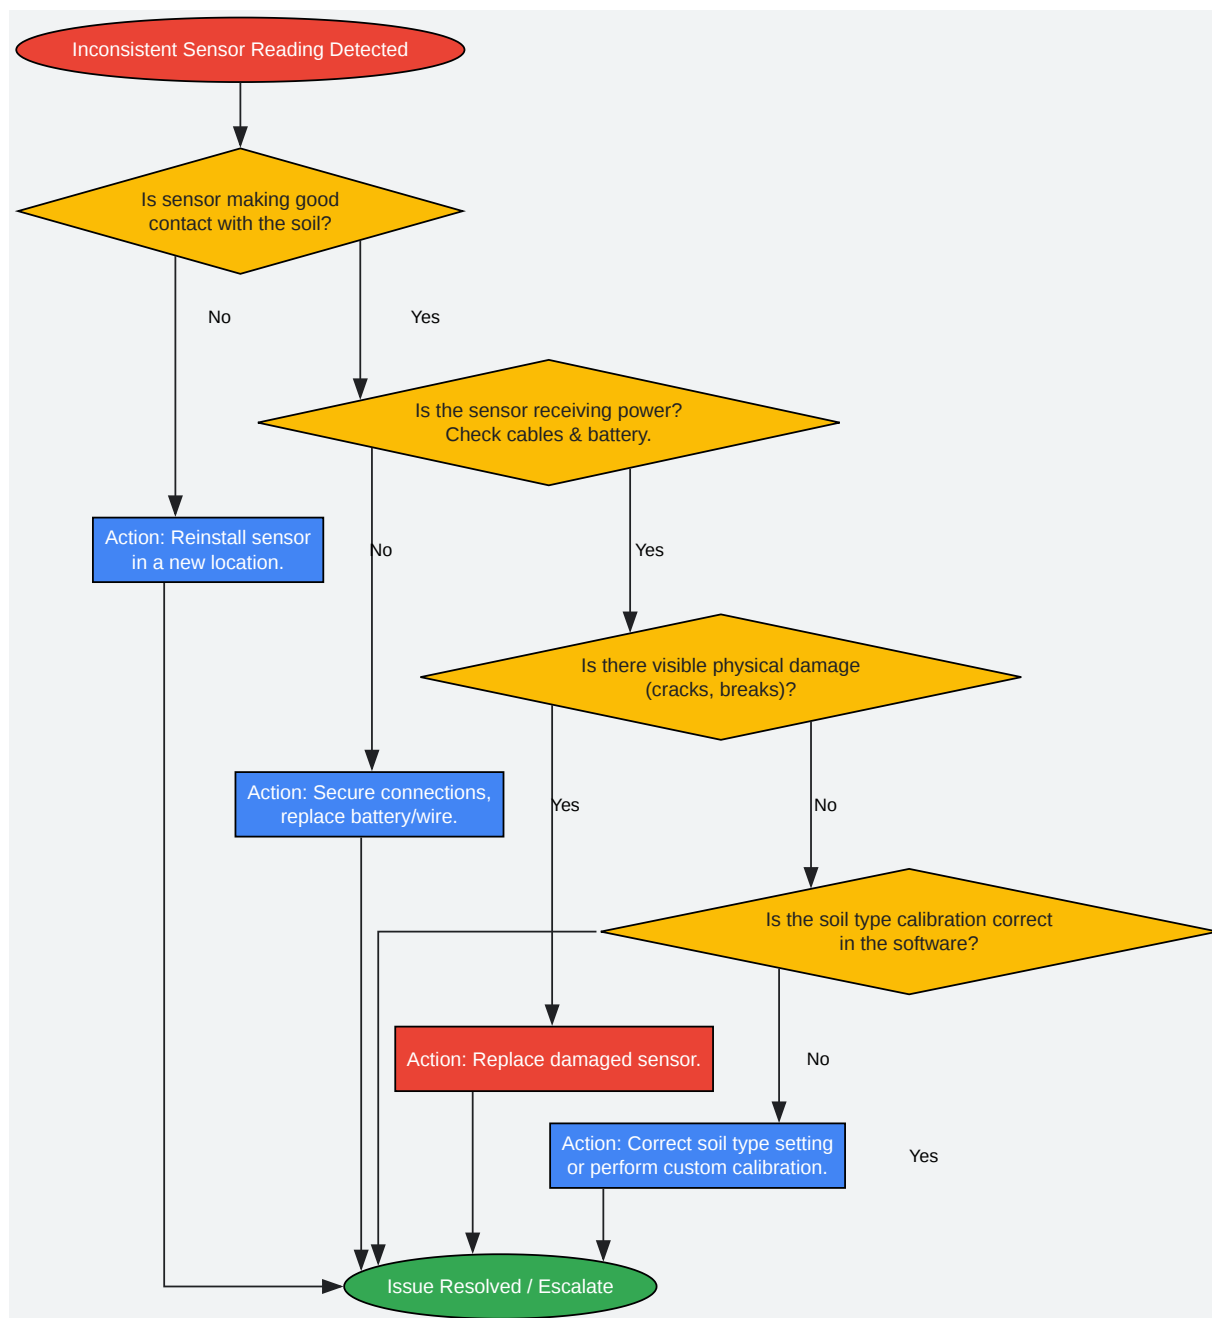 Inconsistent Sensor Reading Detected
Is sensor making good
contact with the soil?
No
Yes
Is the sensor receiving power?
Check cables & battery.
Action: Reinstall sensor
in a new location.
No
Yes
Is there visible physical damage
(cracks, breaks)?
Action: Secure connections,
replace battery/wire.
Yes
No
Is the soil type calibration correct
in the software?
Action: Replace damaged sensor.
No
Action: Correct soil type setting
or perform custom calibration.
Yes
Issue Resolved / Escalate